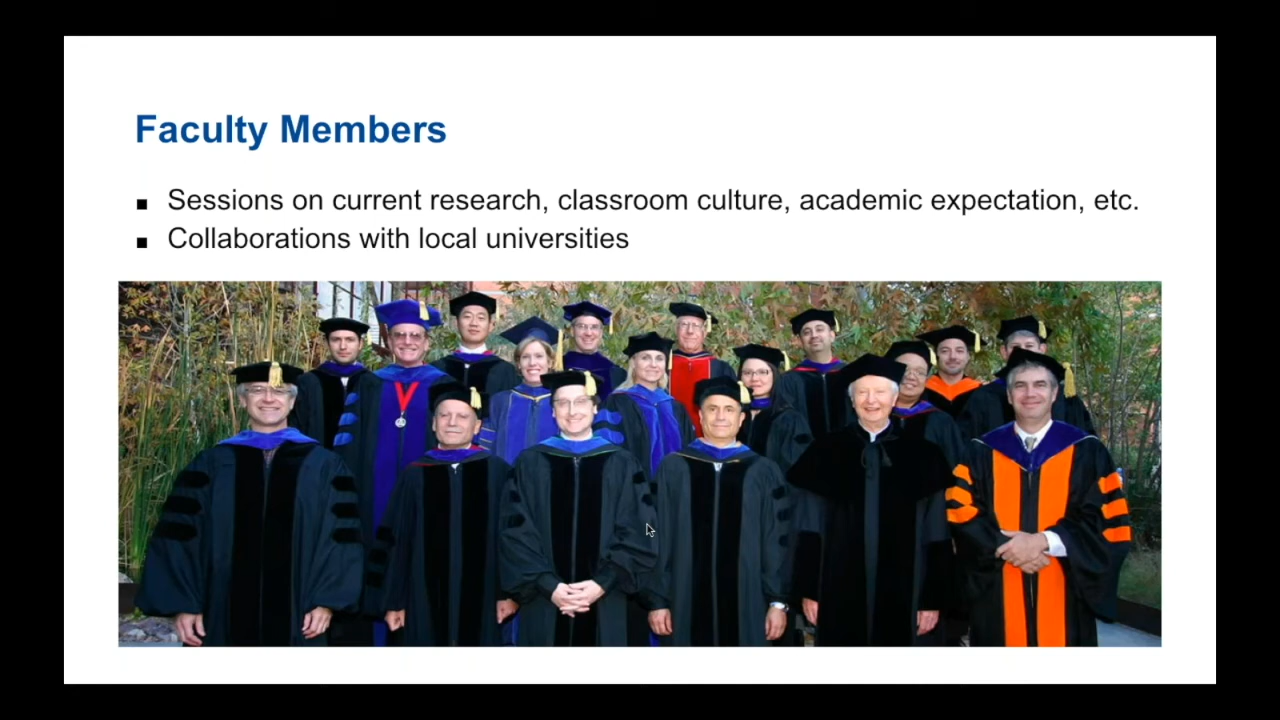 Faculty Members
▪ Sessions on current research, classroom culture, academic expectation, etc.
▪ Collaborations with local universities